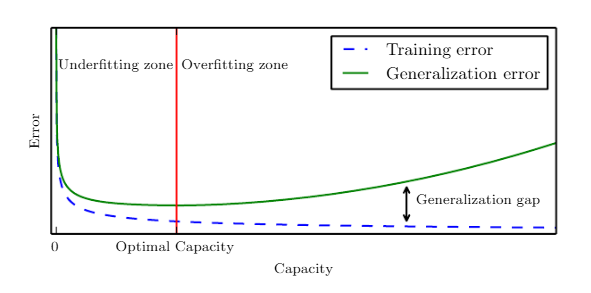 Training error
Generalization error
Underfitting zone
Overfitting zone
Error
Generalization gap
0
Optimal Capacity
Capacity